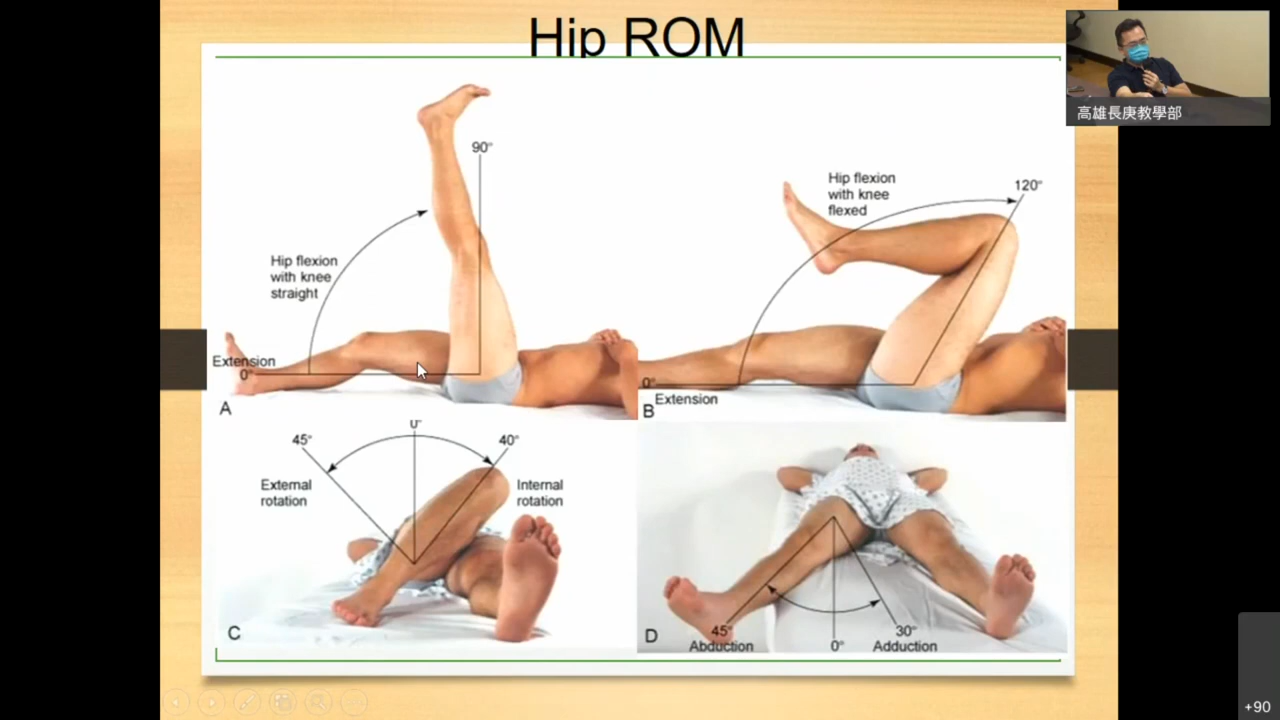 Hip ROM
高雄長庚教學部
90°
Hip flexion
with knee
straight
Extension
0°
A
Hip flexion
with knee
flexed
120°
0°
Extension
B
45°
0°
40°
External
rotation
Internal
rotation
C
45°
Abduction
0°
30°
Adduction
D
+90